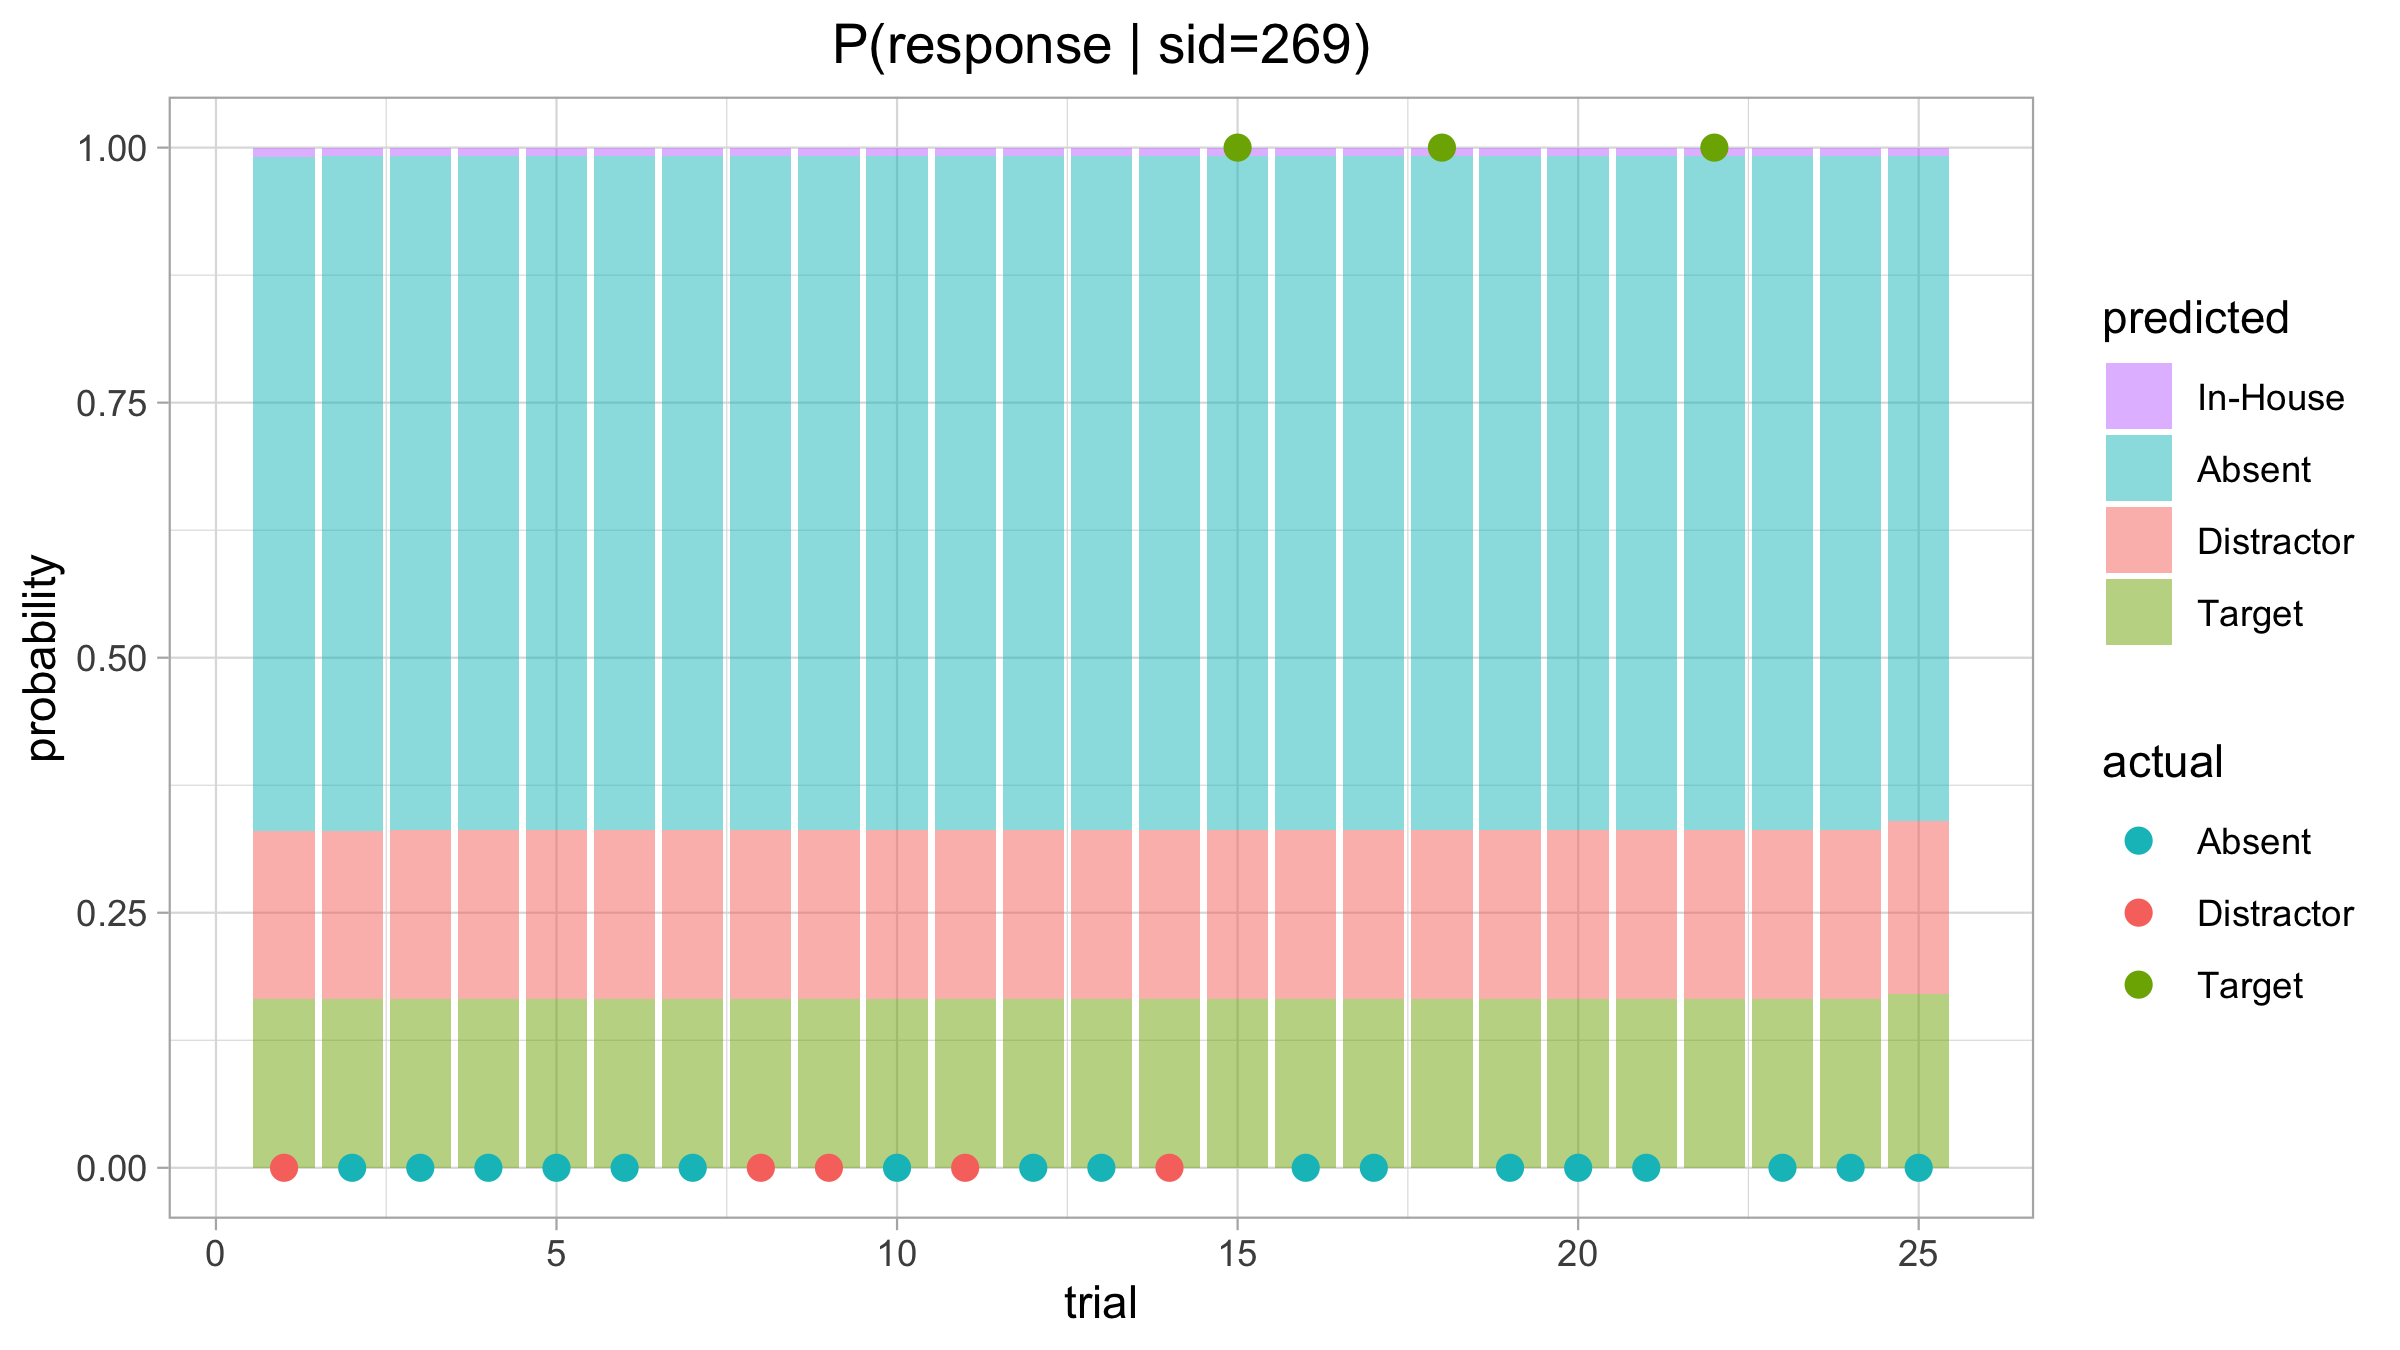 P(response | sid=269)
probability
1.00
0.75
0.50
0.25
0.00
0 5 10 15 20 25
trial
predicted
In-House
Absent
Distractor
Target
actual
Absent
Distractor
Target